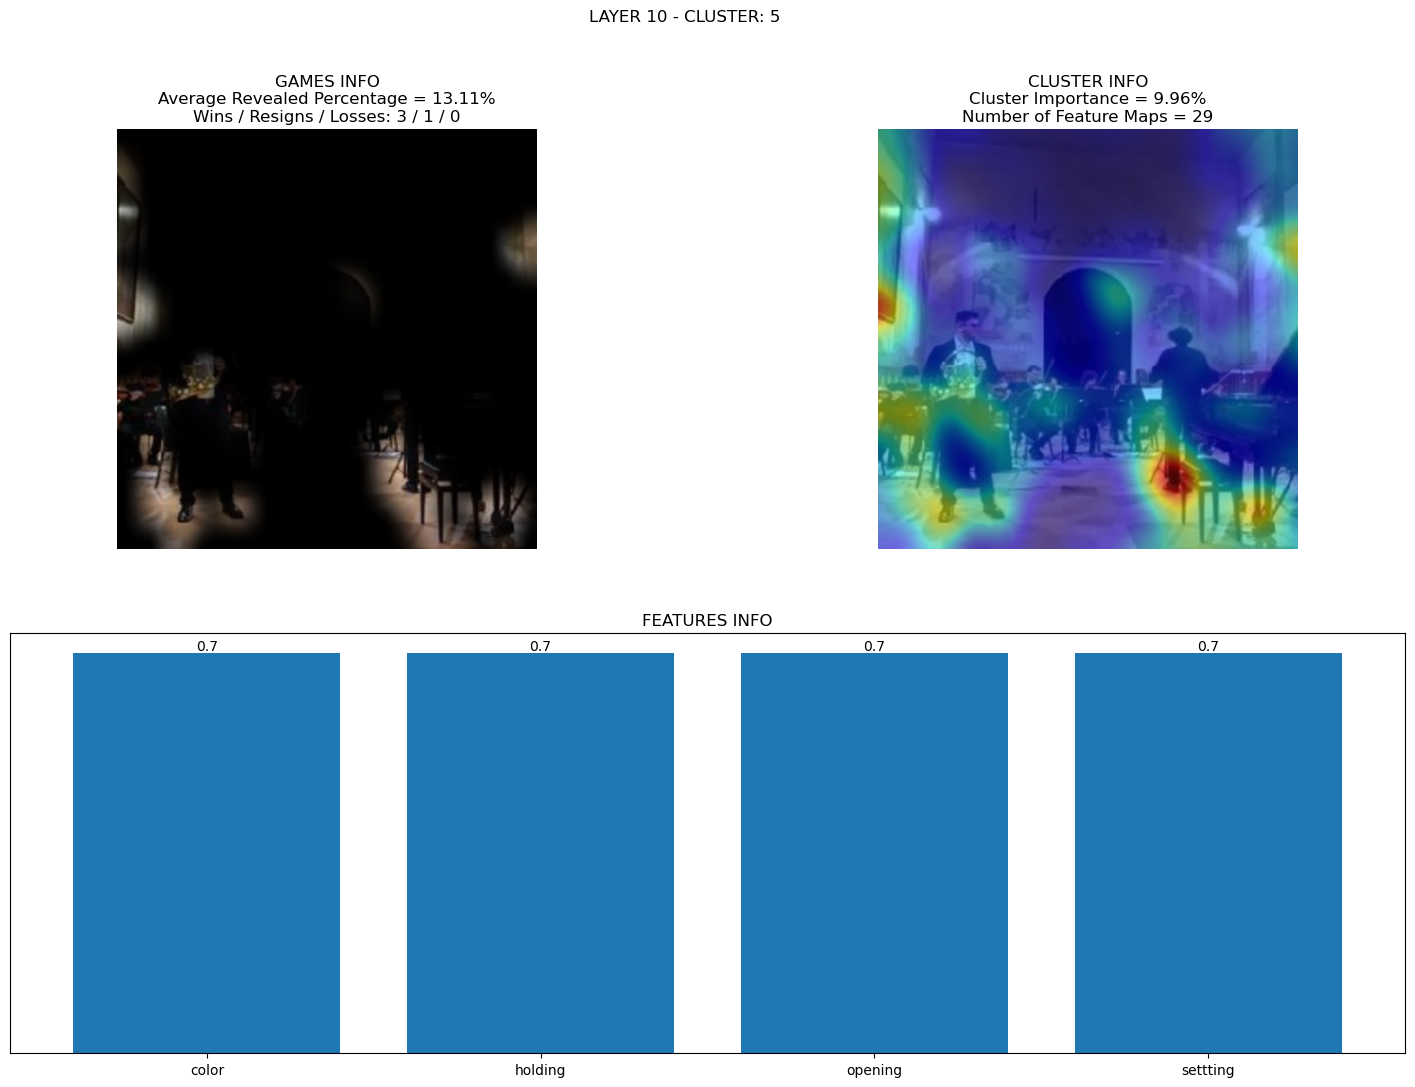 LAYER 10 - CLUSTER: 5
GAMES INFO
Average Revealed Percentage = 13.11%
Wins / Resigns / Losses: 3 / 1 / 0
CLUSTER INFO
Cluster Importance = 9.96%
Number of Feature Maps = 29
FEATURES INFO
0.7 0.7 0.7 0.7
color holding opening settting